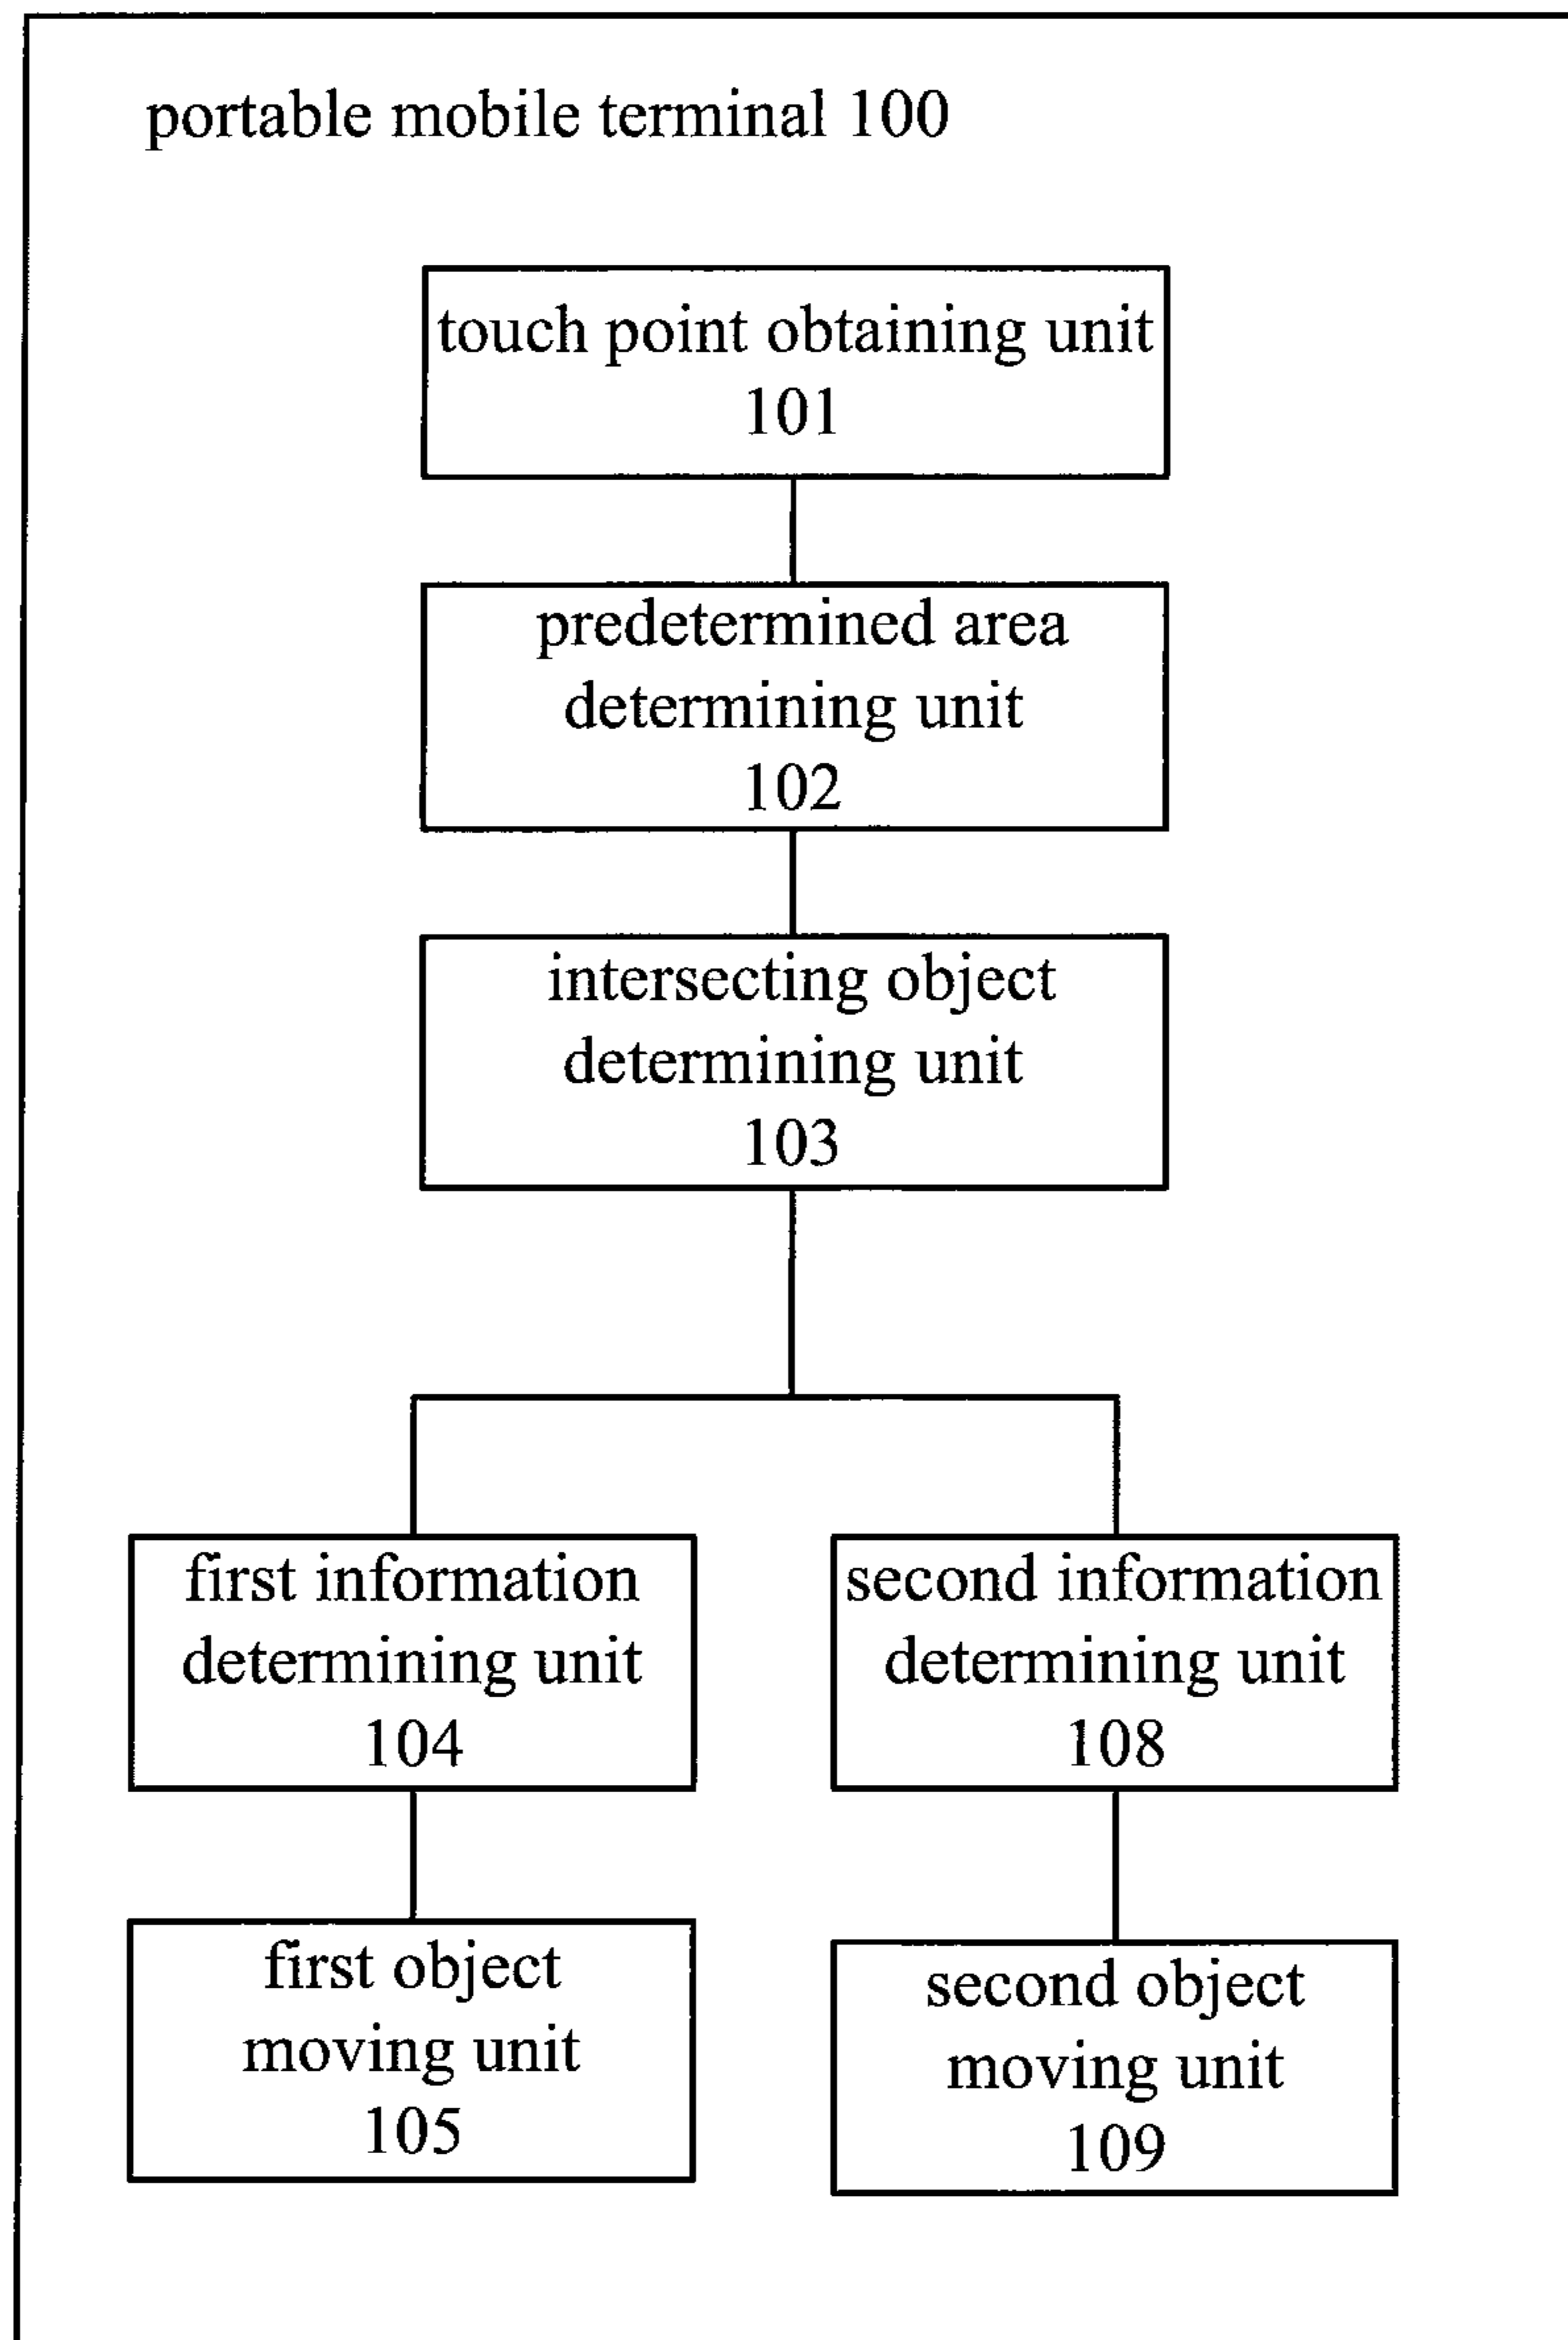 portable mobile terminal 100
touch point obtaining unit
101
predetermined area
determining unit
102
intersecting object
determining unit
103
first information
determining unit
104
second information
determining unit
108
first object
moving unit
105
second object
moving unit
109